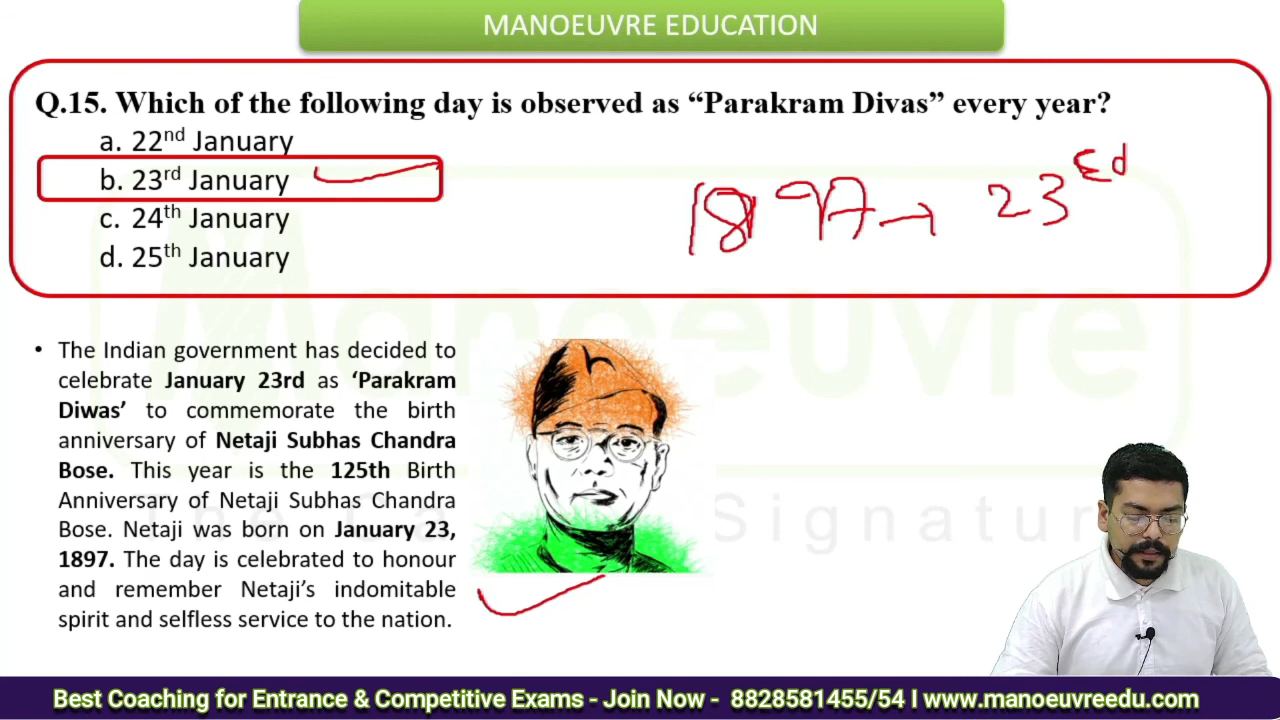 MANOEUVRE EDUCATION
Q.15. Which of the following day is observed as “Parakram Divas” every year?
a. 22nd January
b. 23rd January
c. 24th January
d. 25th January
1897 → 23rd
• The Indian government has decided to
celebrate January 23rd as ‘Parakram
Diwas’ to commemorate the birth
anniversary of Netaji Subhas Chandra
Bose. This year is the 125th Birth
Anniversary of Netaji Subhas Chandra
Bose. Netaji was born on January 23,
1897. The day is celebrated to honour
and remember Netaji’s indomitable
spirit and selfless service to the nation.
Manoeuvre
Best Coaching for Entrance & Competitive Exams - Join Now - 8828581455/54 I www.manoeuvreedu.com